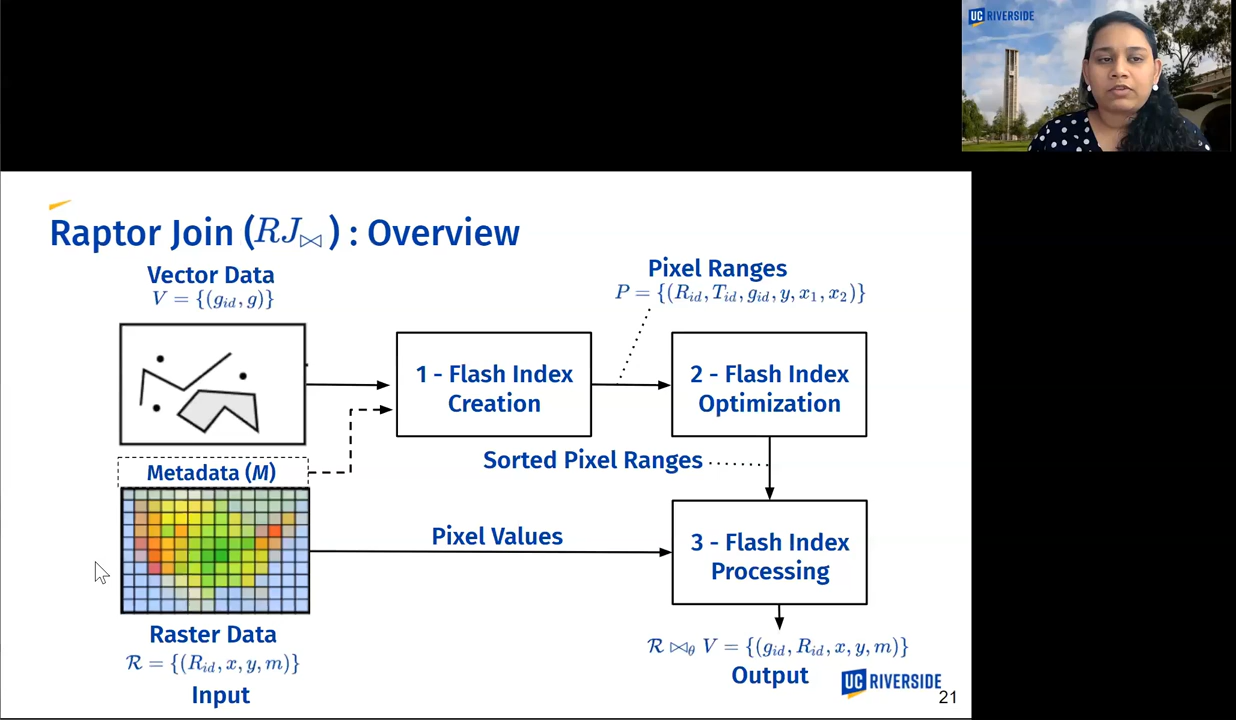 UC RIVERSIDE
Raptor Join (RJ⋈) : Overview
Vector Data
V = {(g_id, g)}
Pixel Ranges
P = {(R_id, T_id, g_id, y, x₁, x₂)}
1 - Flash Index
Creation
2 - Flash Index
Optimization
Metadata (M)
Sorted Pixel Ranges
Pixel Values
3 - Flash Index
Processing
Raster Data
ℛ = {(R_id, x, y, m)}
Input
ℛ ⋈_θ V = {(g_id, R_id, x, y, m)}
Output
UC RIVERSIDE
21